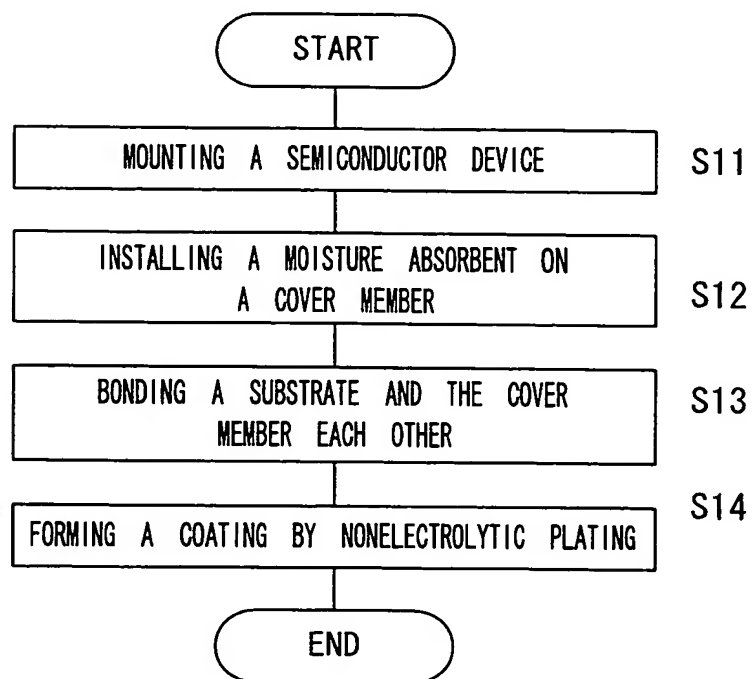 START
MOUNTING A SEMICONDUCTOR DEVICE
S11
INSTALLING A MOISTURE ABSORBENT ON
A COVER MEMBER
S12
BONDING A SUBSTRATE AND THE COVER
MEMBER EACH OTHER
S13
FORMING A COATING BY NONELECTROLYTIC PLATING
S14
END